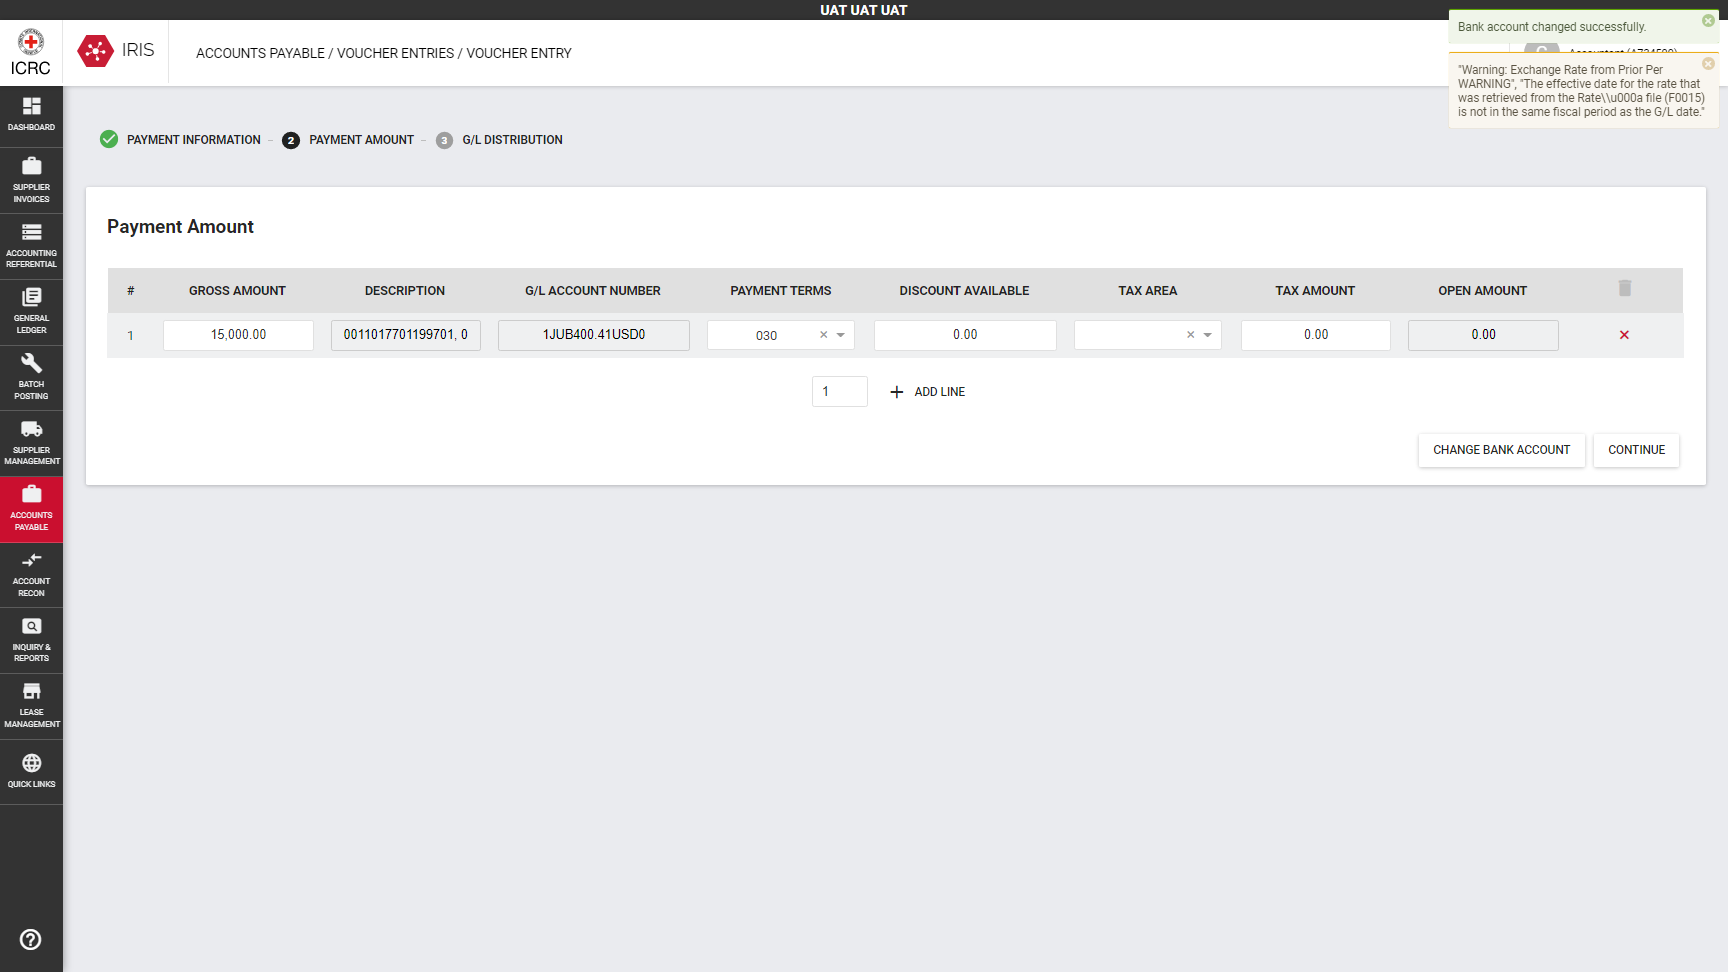 UAT UAT UAT
ICRC
IRIS
ACCOUNTS PAYABLE / VOUCHER ENTRIES / VOUCHER ENTRY
Bank account changed successfully.
"Warning: Exchange Rate from Prior Per
WARNING", "The effective date for the rate that
was retrieved from the Rate\\u000a file (F0015)
is not in the same fiscal period as the G/L date."
DASHBOARD
SUPPLIER
INVOICES
ACCOUNTING
REFERENTIAL
GENERAL
LEDGER
BATCH
POSTING
SUPPLIER
MANAGEMENT
ACCOUNTS
PAYABLE
ACCOUNT
RECON
INQUIRY &
REPORTS
LEASE
MANAGEMENT
QUICK LINKS
PAYMENT INFORMATION - 2 PAYMENT AMOUNT - 3 G/L DISTRIBUTION
Payment Amount
# GROSS AMOUNT DESCRIPTION G/L ACCOUNT NUMBER PAYMENT TERMS DISCOUNT AVAILABLE TAX AREA TAX AMOUNT OPEN AMOUNT
1 15,000.00 0011017701199701, 0 1JUB400.41USD0 030 0.00 0.00 0.00
1 ADD LINE
CHANGE BANK ACCOUNT CONTINUE